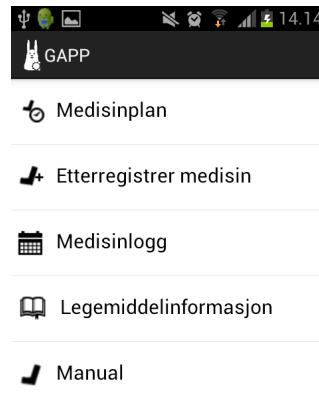 14.14
GAPP
Medisinplan
Etterregistrer medisin
Medisinlogg
Legemiddelinformasjon
Manual